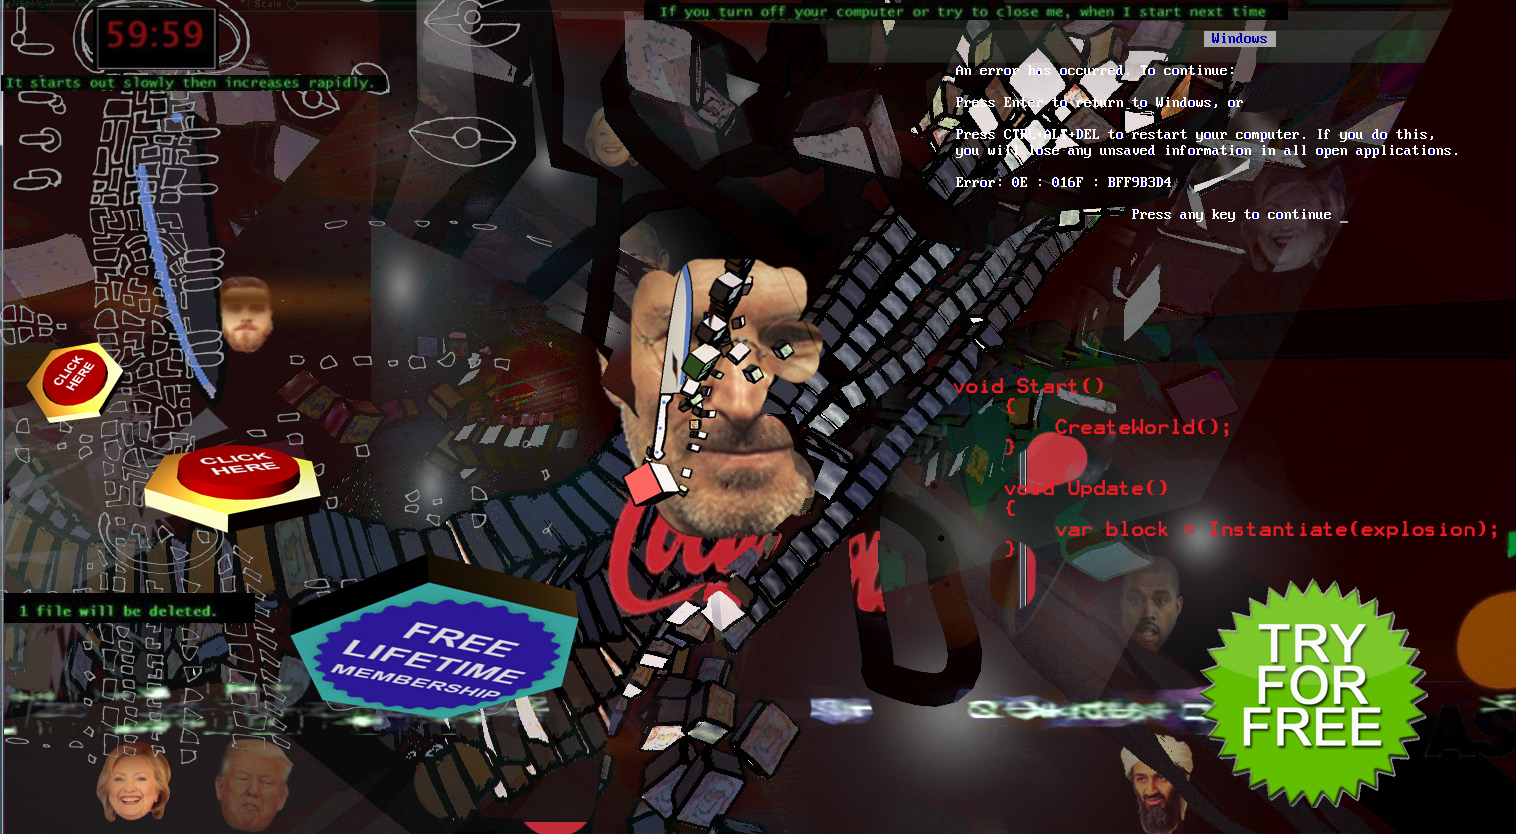 Scale
59:59
If you turn off your computer or try to close me, when I start next time
It starts out slowly then increases rapidly.
Windows
An error has occurred. To continue:
Press Enter to return to Windows, or
Press CTRL+ALT+DEL to restart your computer. If you do this,
you will lose any unsaved information in all open applications.
Error: 0E : 016F : BFF9B3D4
Press any key to continue _
CLICK
HERE
void Start()
{
CreateWorld();
}
void Update()
{
var block = Instantiate(explosion);
}
CLICK
HERE
1 file will be deleted.
FREE
LIFETIME
MEMBERSHIP
TRY
FOR
FREE